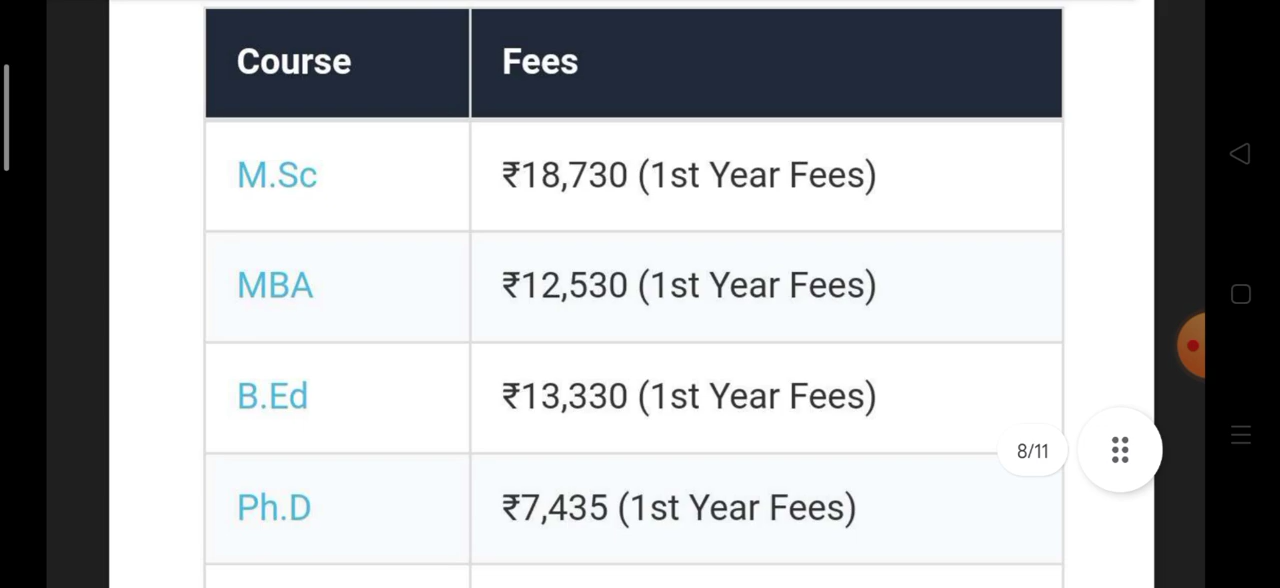 Course Fees
M.Sc ₹18,730 (1st Year Fees)
MBA ₹12,530 (1st Year Fees)
B.Ed ₹13,330 (1st Year Fees)
8/11
Ph.D ₹7,435 (1st Year Fees)